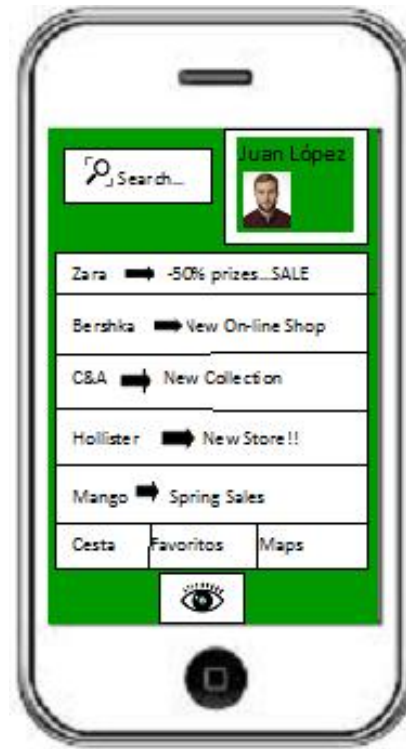 Search...
Juan López
Zara -50% prizes...SALE
Bershka New On-line Shop
C&A New Collection
Hollister New Store!!
Mango Spring Sales
Cesta Favoritos Maps